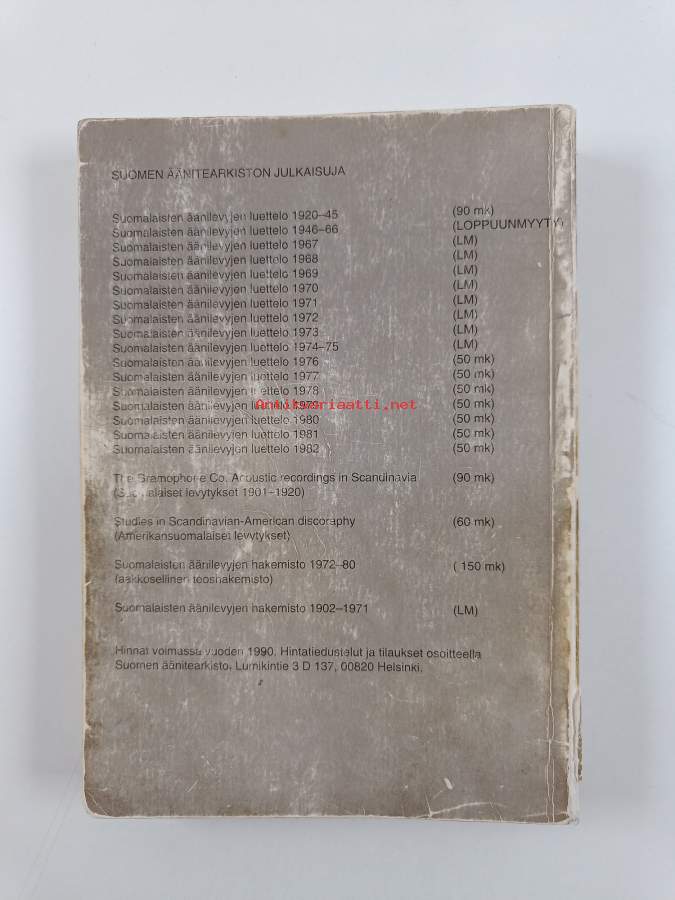 SUOMEN ÄÄNITEARKISTON JULKAISUJA
Suomalaisten äänilevyjen luettelo 1920–45 (90 mk)
Suomalaisten äänilevyjen luettelo 1946–66 (LOPPUUNMYYTY)
Suomalaisten äänilevyjen luettelo 1967 (LM)
Suomalaisten äänilevyjen luettelo 1968 (LM)
Suomalaisten äänilevyjen luettelo 1969 (LM)
Suomalaisten äänilevyjen luettelo 1970 (LM)
Suomalaisten äänilevyjen luettelo 1971 (LM)
Suomalaisten äänilevyjen luettelo 1972 (LM)
Suomalaisten äänilevyjen luettelo 1973 (LM)
Suomalaisten äänilevyjen luettelo 1974–75 (LM)
Suomalaisten äänilevyjen luettelo 1976 (50 mk)
Suomalaisten äänilevyjen luettelo 1977 (50 mk)
Suomalaisten äänilevyjen luettelo 1978 (50 mk)
Suomalaisten äänilevyjen luettelo 1979 (50 mk)
Antikvariaatti.net
Suomalaisten äänilevyjen luettelo 1980 (50 mk)
Suomalaisten äänilevyjen luettelo 1981 (50 mk)
Suomalaisten äänilevyjen luettelo 1982 (50 mk)
The Gramophone Co. Acoustic recordings in Scandinavia (90 mk)
(Suomalaiset levytykset 1901–1920)
Studies in Scandinavian-American discoraphy (60 mk)
(Amerikansuomalaiset levytykset)
Suomalaisten äänilevyjen hakemisto 1972–80 ( 150 mk)
(aakkosellinen teoshakemisto)
Suomalaisten äänilevyjen hakemisto 1902–1971 (LM)
Hinnat voimassa vuoden 1990. Hintatiedustelut ja tilaukset osoitteella
Suomen äänitearkisto, Lumikintie 3 D 137, 00820 Helsinki.